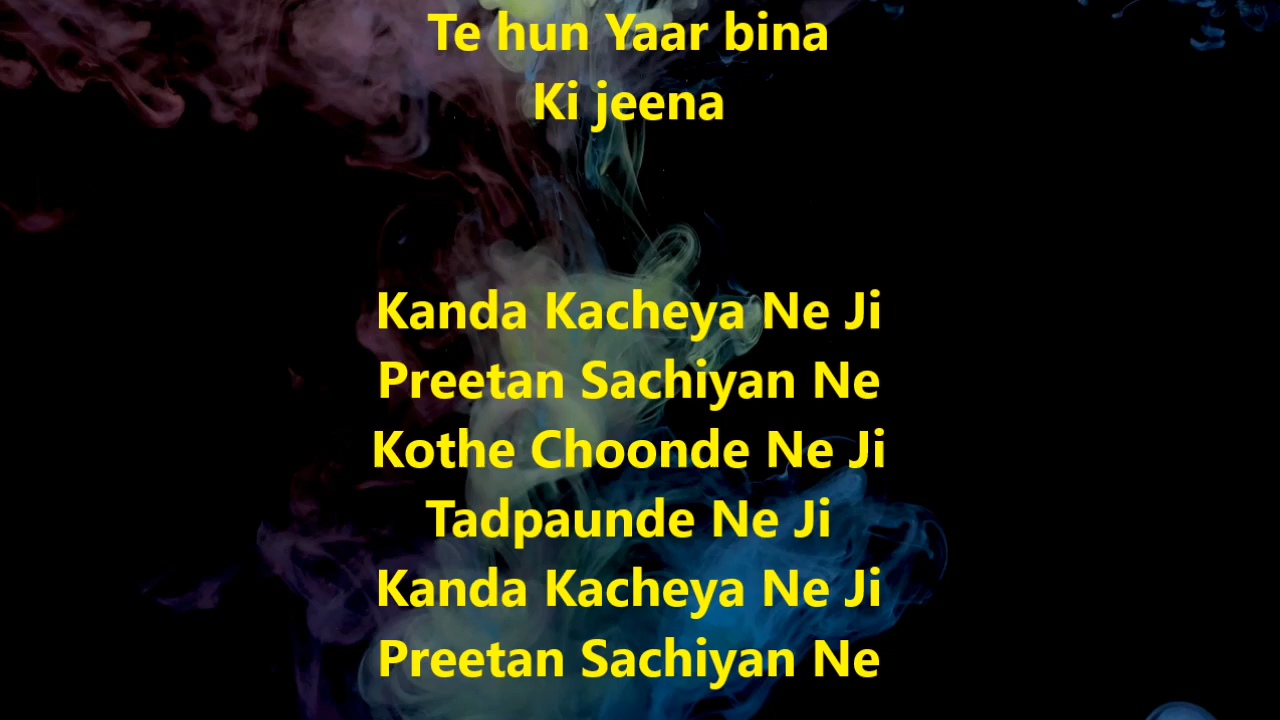 Te hun Yaar bina
Ki jeena
Kanda Kacheya Ne Ji
Preetan Sachiyan Ne
Kothe Choonde Ne Ji
Tadpaunde Ne Ji
Kanda Kacheya Ne Ji
Preetan Sachiyan Ne